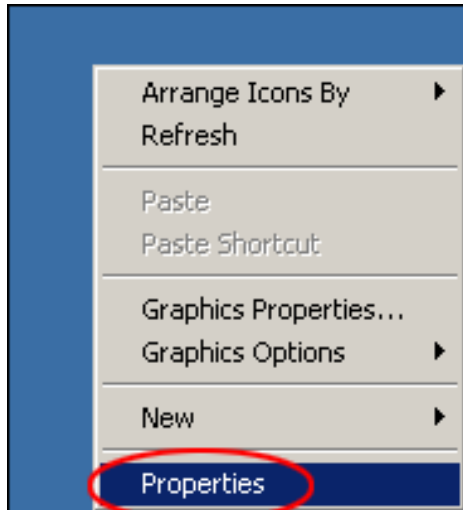 Arrange Icons By
Refresh
Paste
Paste Shortcut
Graphics Properties...
Graphics Options
New
Properties